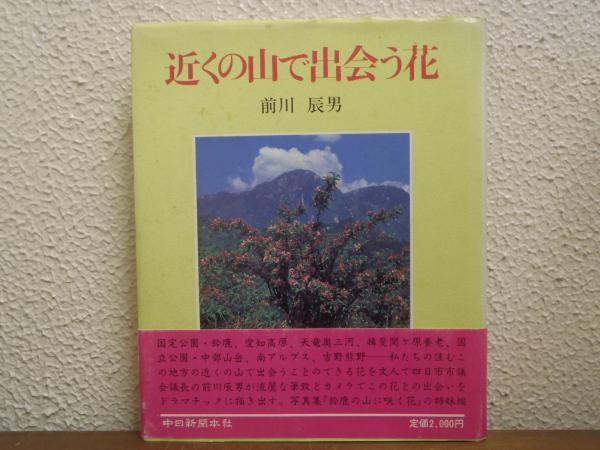 近くの山で出会う花
前川 辰男
国定公園・鈴鹿、愛知高原、天竜奥三河、揖斐関ケ原養老、国
立公園・中部山岳、南アルプス、吉野熊野――私たちの住むこ
の地方の近くの山で出会うことのできる花を文人で四日市市議
会議長の前川辰男が流麗な筆致とカメラでこの花との出会いを
ドラマチックに描き出す。写真集『鈴鹿の山に咲く花』の姉妹編
中日新聞本社
定価2,000円